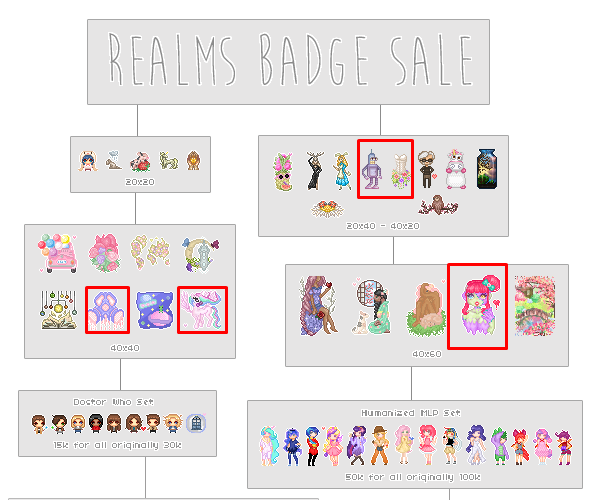 REALMS BADGE SALE
20x20
20x40 - 40x20
40x40
40x60
Doctor Who Set
15k for all originally 30k
Humanized MLP Set
50k for all originally 100k